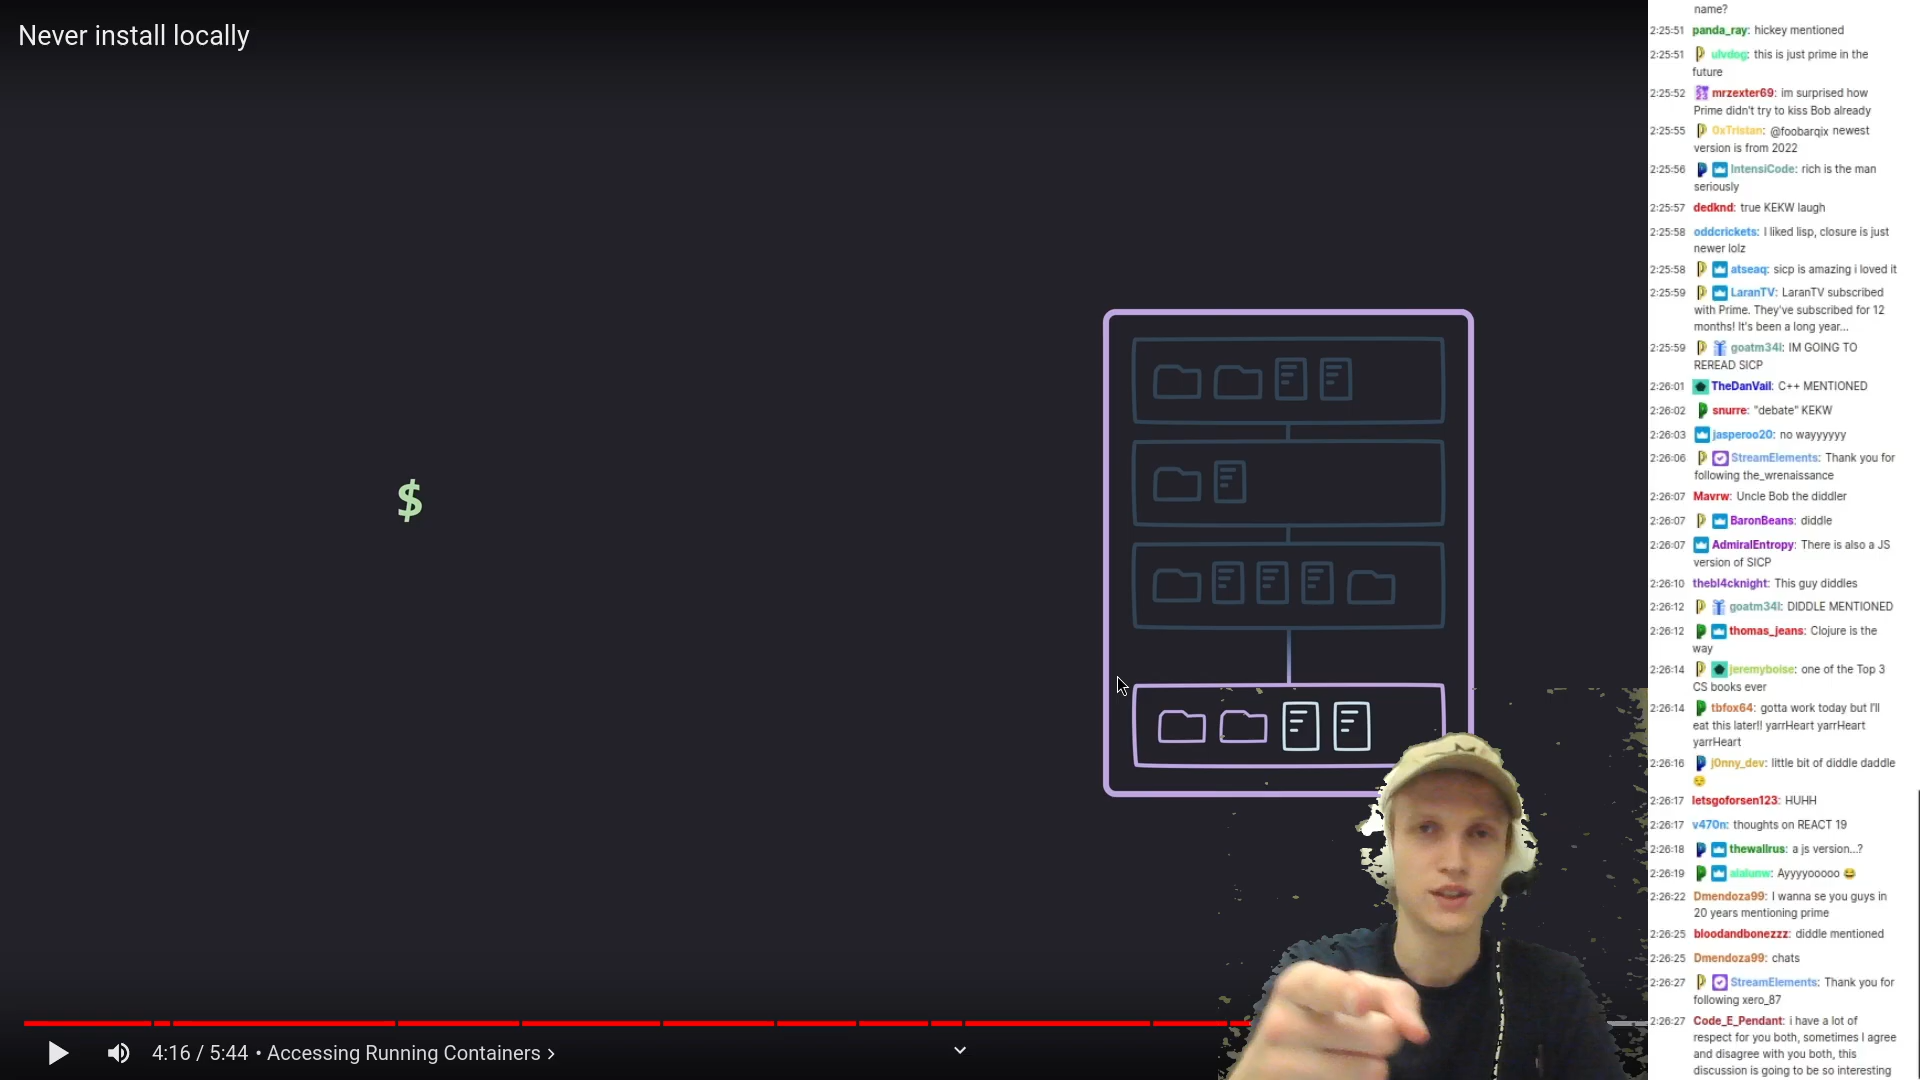 Never install locally
$
4:16 / 5:44 • Accessing Running Containers ›
name?
2:25:51 panda_ray: hickey mentioned
2:25:51 ulvdog: this is just prime in the
future
2:25:52 mrzexter69: im surprised how
Prime didn't try to kiss Bob already
2:25:55 0xTristan: @foobarqix newest
version is from 2022
2:25:56 IntensiCode: rich is the man
seriously
2:25:57 dedknd: true KEKW laugh
2:25:58 oddcrickets: I liked lisp, closure is just
newer lolz
2:25:58 atseaq: sicp is amazing i loved it
2:25:59 LaranTV: LaranTV subscribed
with Prime. They've subscribed for 12
months! It's been a long year...
2:25:59 goatm34l: IM GOING TO
REREAD SICP
2:26:01 TheDanVail: C++ MENTIONED
2:26:02 snurre: "debate" KEKW
2:26:03 jasperoo20: no wayyyyyy
2:26:06 StreamElements: Thank you for
following the_wrenaissance
2:26:07 Mavrw: Uncle Bob the diddler
2:26:07 BaronBeans: diddle
2:26:07 AdmiralEntropy: There is also a JS
version of SICP
2:26:10 thebl4cknight: This guy diddles
2:26:12 goatm34l: DIDDLE MENTIONED
2:26:12 thomas_jeans: Clojure is the
way
2:26:14 jeremyboise: one of the Top 3
CS books ever
2:26:14 tbfox64: gotta work today but I'll
eat this later!! yarrHeart yarrHeart
yarrHeart
2:26:16 j0nny_dev: little bit of diddle daddle
2:26:17 letsgoforsen123: HUHH
2:26:17 v470n: thoughts on REACT 19
2:26:18 thewallrus: a js version...?
2:26:19 alalunw: Ayyyyooooo
2:26:22 Dmendoza99: I wanna se you guys in
20 years mentioning prime
2:26:25 bloodandbonezzz: diddle mentioned
2:26:25 Dmendoza99: chats
2:26:27 StreamElements: Thank you for
following xero_87
2:26:27 Code_E_Pendant: i have a lot of
respect for you both, sometimes I agree
and disagree with you both, this
discussion is going to be so interesting